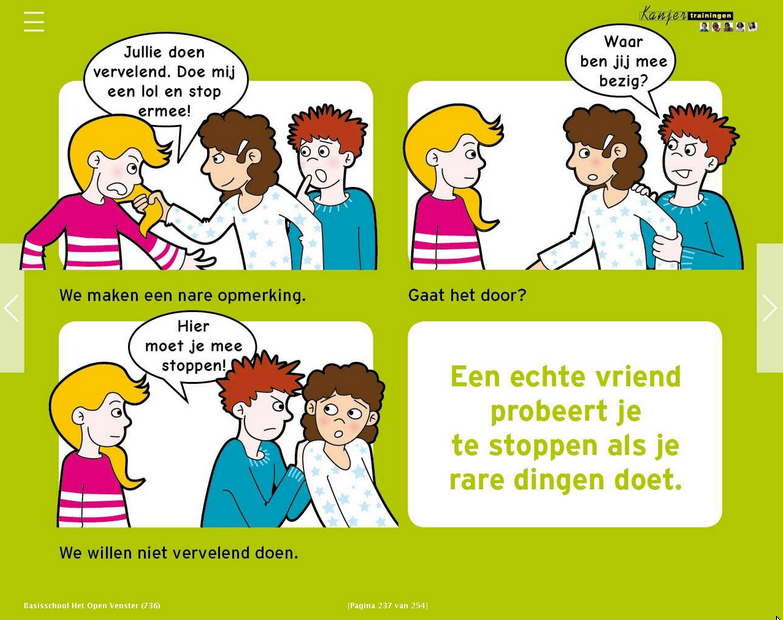 Kanjer trainingen
Jullie doen
vervelend. Doe mij
een lol en stop
ermee!
Waar
ben jij mee
bezig?
We maken een nare opmerking.
Gaat het door?
Hier
moet je mee
stoppen!
Een echte vriend
probeert je
te stoppen als je
rare dingen doet.
We willen niet vervelend doen.
Basisschool Het Open Venster (736)
[Pagina 237 van 254]